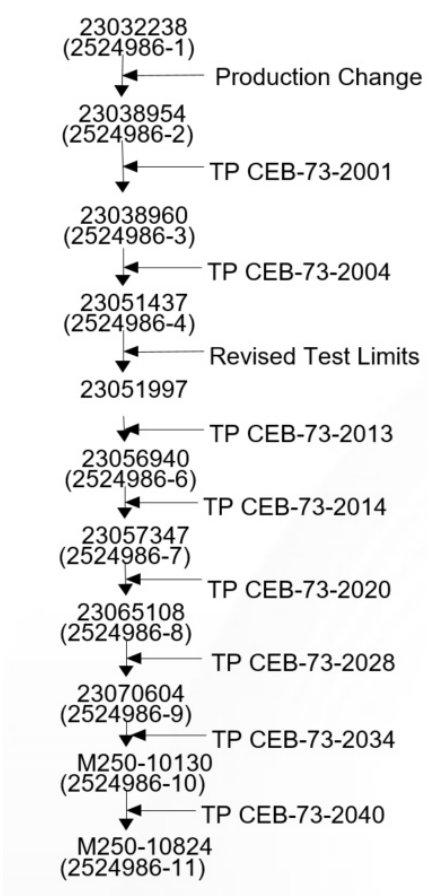 23032238
(2524986-1)
Production Change
23038954
(2524986-2)
TP CEB-73-2001
23038960
(2524986-3)
TP CEB-73-2004
23051437
(2524986-4)
Revised Test Limits
23051997
TP CEB-73-2013
23056940
(2524986-6)
TP CEB-73-2014
23057347
(2524986-7)
TP CEB-73-2020
23065108
(2524986-8)
TP CEB-73-2028
23070604
(2524986-9)
TP CEB-73-2034
M250-10130
(2524986-10)
TP CEB-73-2040
M250-10824
(2524986-11)